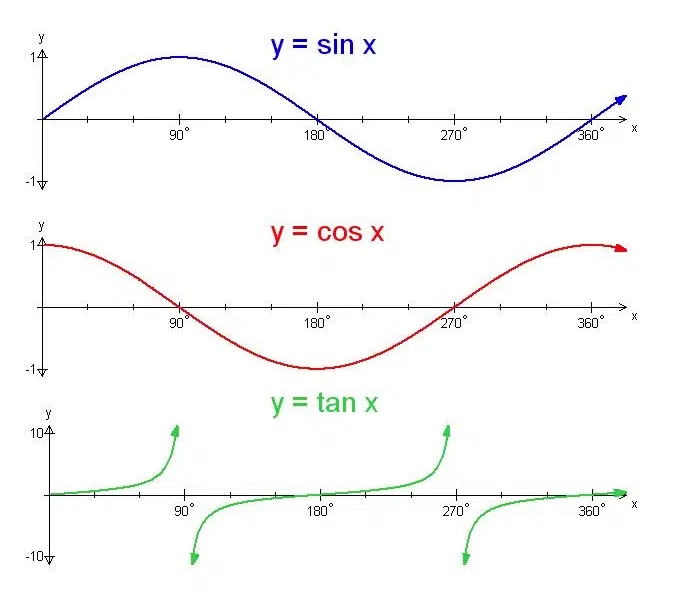 y = sin x
y
1
90° 180° 270° 360° x
-1
y = cos x
y
1
90° 180° 270° 360° x
-1
y = tan x
y
10
90° 180° 270° 360° x
-10